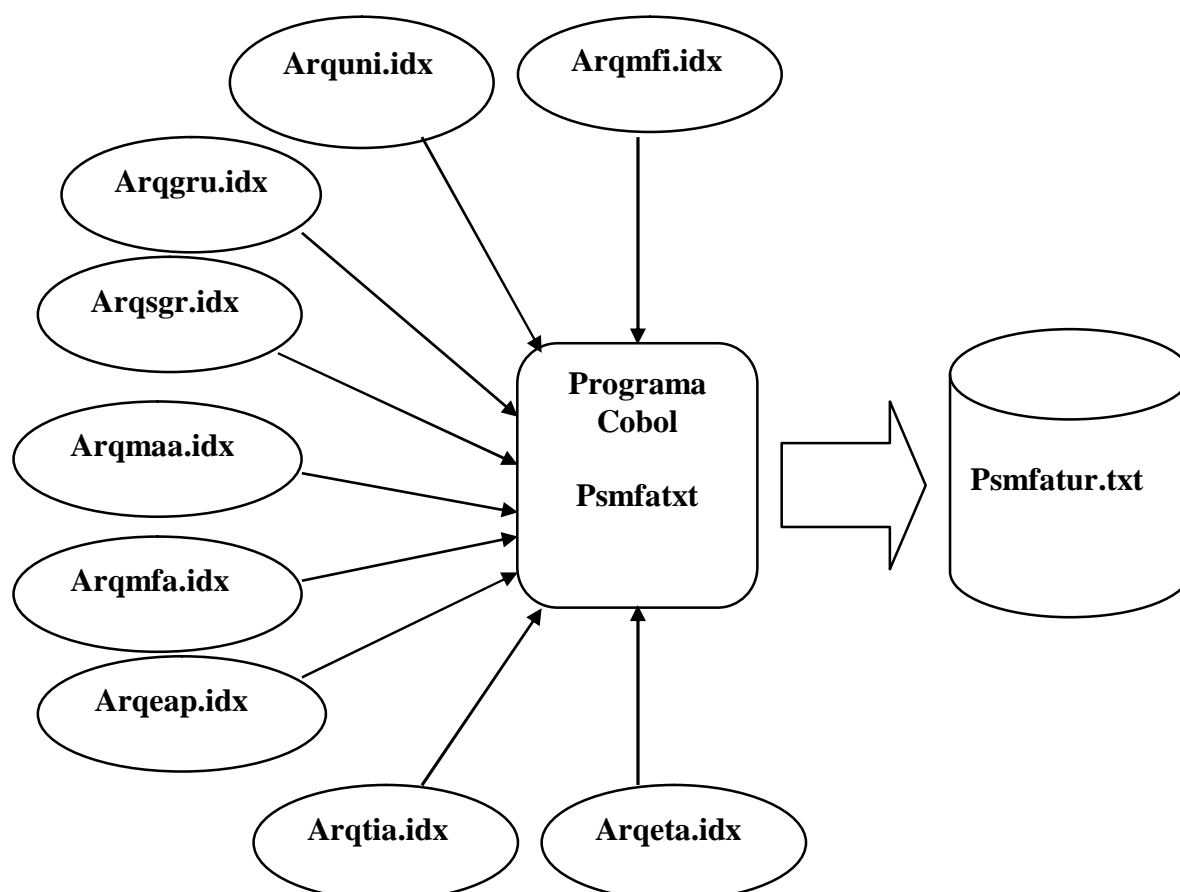 Arquni.idx
Arqmfi.idx
Arqgru.idx
Arqsgr.idx
Arqmaa.idx
Arqmfa.idx
Arqeap.idx
Arqtia.idx
Arqeta.idx
Programa
Cobol
Psmfatxt
Psmfatur.txt